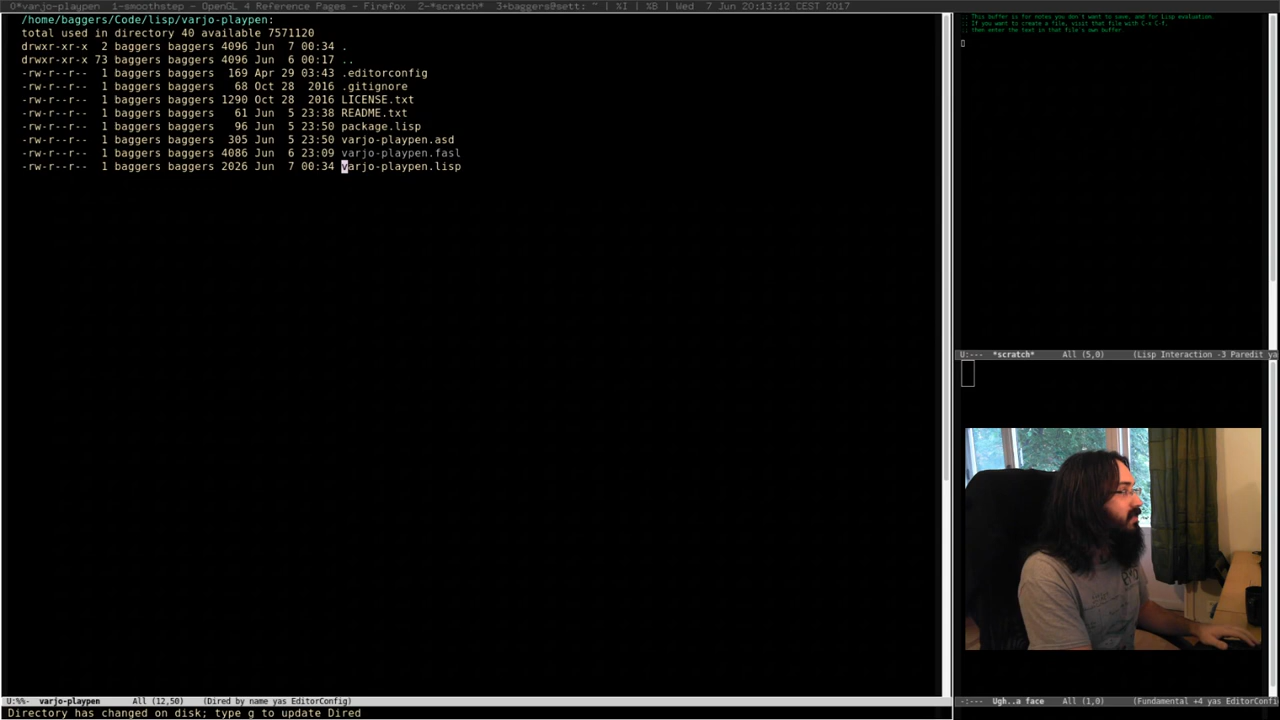 0*varjo-playpen  1-smoothstep - OpenGL 4 Reference Pages - Firefox  2-*scratch*  3+baggers@sett: ~ | %I | %B | Wed  7 Jun 20:13:12 CEST 2017
/home/baggers/Code/lisp/varjo-playpen:
total used in directory 40 available 7571120
drwxr-xr-x  2 baggers baggers 4096 Jun  7 00:34 .
drwxr-xr-x 73 baggers baggers 4096 Jun  6 00:17 ..
-rw-r--r--  1 baggers baggers  169 Apr 29 03:43 .editorconfig
-rw-r--r--  1 baggers baggers   68 Oct 28  2016 .gitignore
-rw-r--r--  1 baggers baggers 1290 Oct 28  2016 LICENSE.txt
-rw-r--r--  1 baggers baggers   61 Jun  5 23:38 README.txt
-rw-r--r--  1 baggers baggers   96 Jun  5 23:50 package.lisp
-rw-r--r--  1 baggers baggers  305 Jun  5 23:50 varjo-playpen.asd
-rw-r--r--  1 baggers baggers 4086 Jun  6 23:09 varjo-playpen.fasl
-rw-r--r--  1 baggers baggers 2026 Jun  7 00:34 varjo-playpen.lisp
U:%%-  varjo-playpen      All (12,50)    (Dired by name yas EditorConfig)
Directory has changed on disk; type g to update Dired
;; This buffer is for notes you don't want to save, and for Lisp evaluation.
;; If you want to create a file, visit that file with C-x C-f,
;; then enter the text in that file's own buffer.
U:---  *scratch*      All (5,0)      (Lisp Interaction -3 Paredit ya
-:---  Ugh..a face    All (1,0)      (Fundamental +4 yas EditorConfi